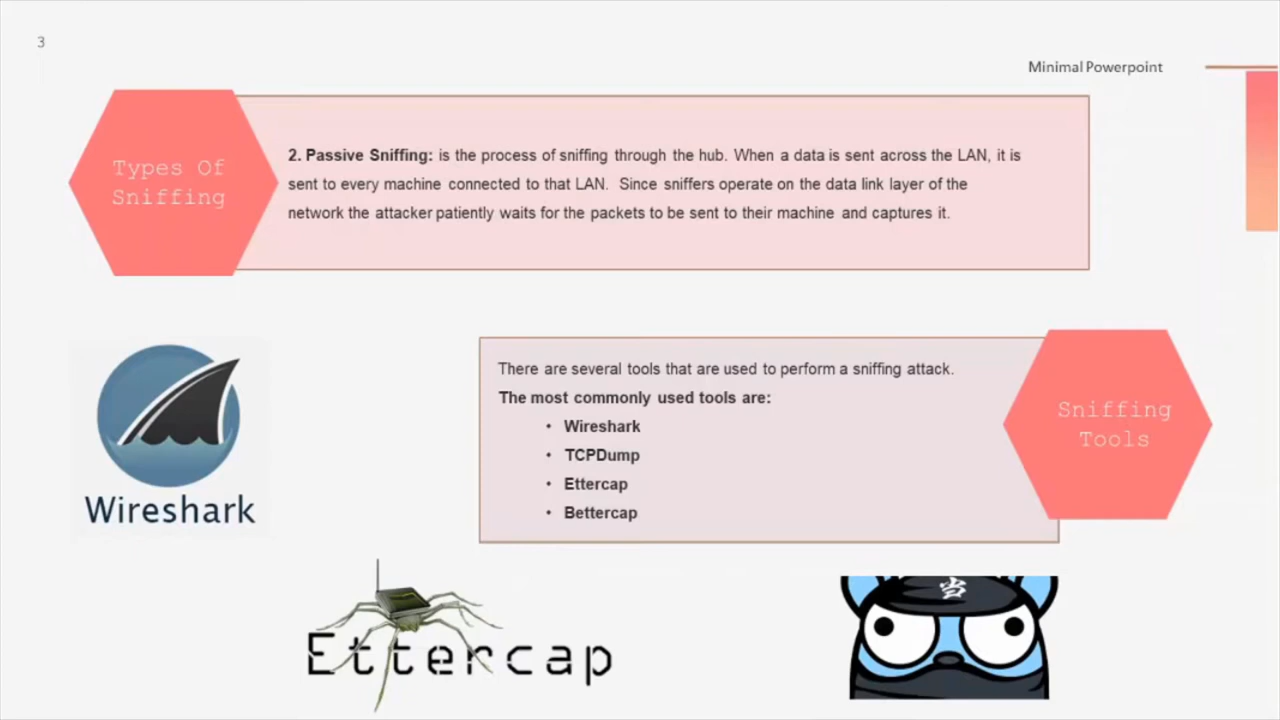 3
Minimal Powerpoint
Types Of
Sniffing
2. Passive Sniffing: is the process of sniffing through the hub. When a data is sent across the LAN, it is
sent to every machine connected to that LAN. Since sniffers operate on the data link layer of the
network the attacker patiently waits for the packets to be sent to their machine and captures it.
There are several tools that are used to perform a sniffing attack.
The most commonly used tools are:
• Wireshark
• TCPDump
• Ettercap
• Bettercap
Sniffing
Tools
Wireshark
Ettercap